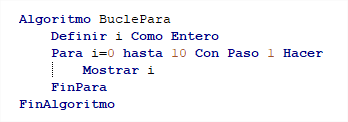 Algoritmo BuclePara
Definir i Como Entero
Para i=0 hasta 10 Con Paso 1 Hacer
Mostrar i
FinPara
FinAlgoritmo